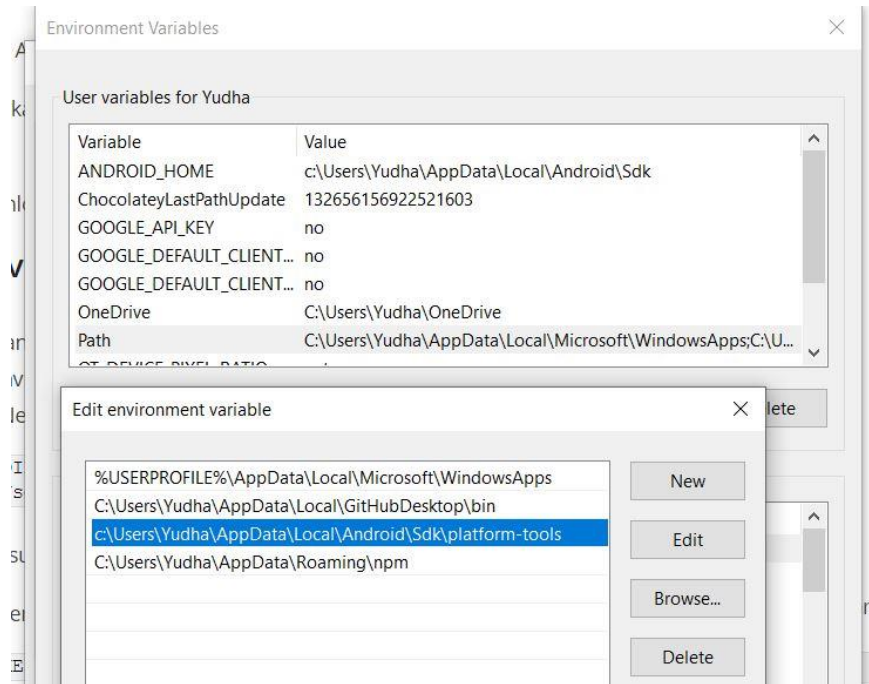 Environment Variables
User variables for Yudha
Variable Value
ANDROID_HOME c:\Users\Yudha\AppData\Local\Android\Sdk
ChocolateyLastPathUpdate 132656156922521603
GOOGLE_API_KEY no
GOOGLE_DEFAULT_CLIENT... no
GOOGLE_DEFAULT_CLIENT... no
OneDrive C:\Users\Yudha\OneDrive
Path C:\Users\Yudha\AppData\Local\Microsoft\WindowsApps;C:\U...
Edit environment variable
lete
%USERPROFILE%\AppData\Local\Microsoft\WindowsApps
New
C:\Users\Yudha\AppData\Local\GitHubDesktop\bin
c:\Users\Yudha\AppData\Local\Android\Sdk\platform-tools
Edit
C:\Users\Yudha\AppData\Roaming\npm
Browse...
Delete